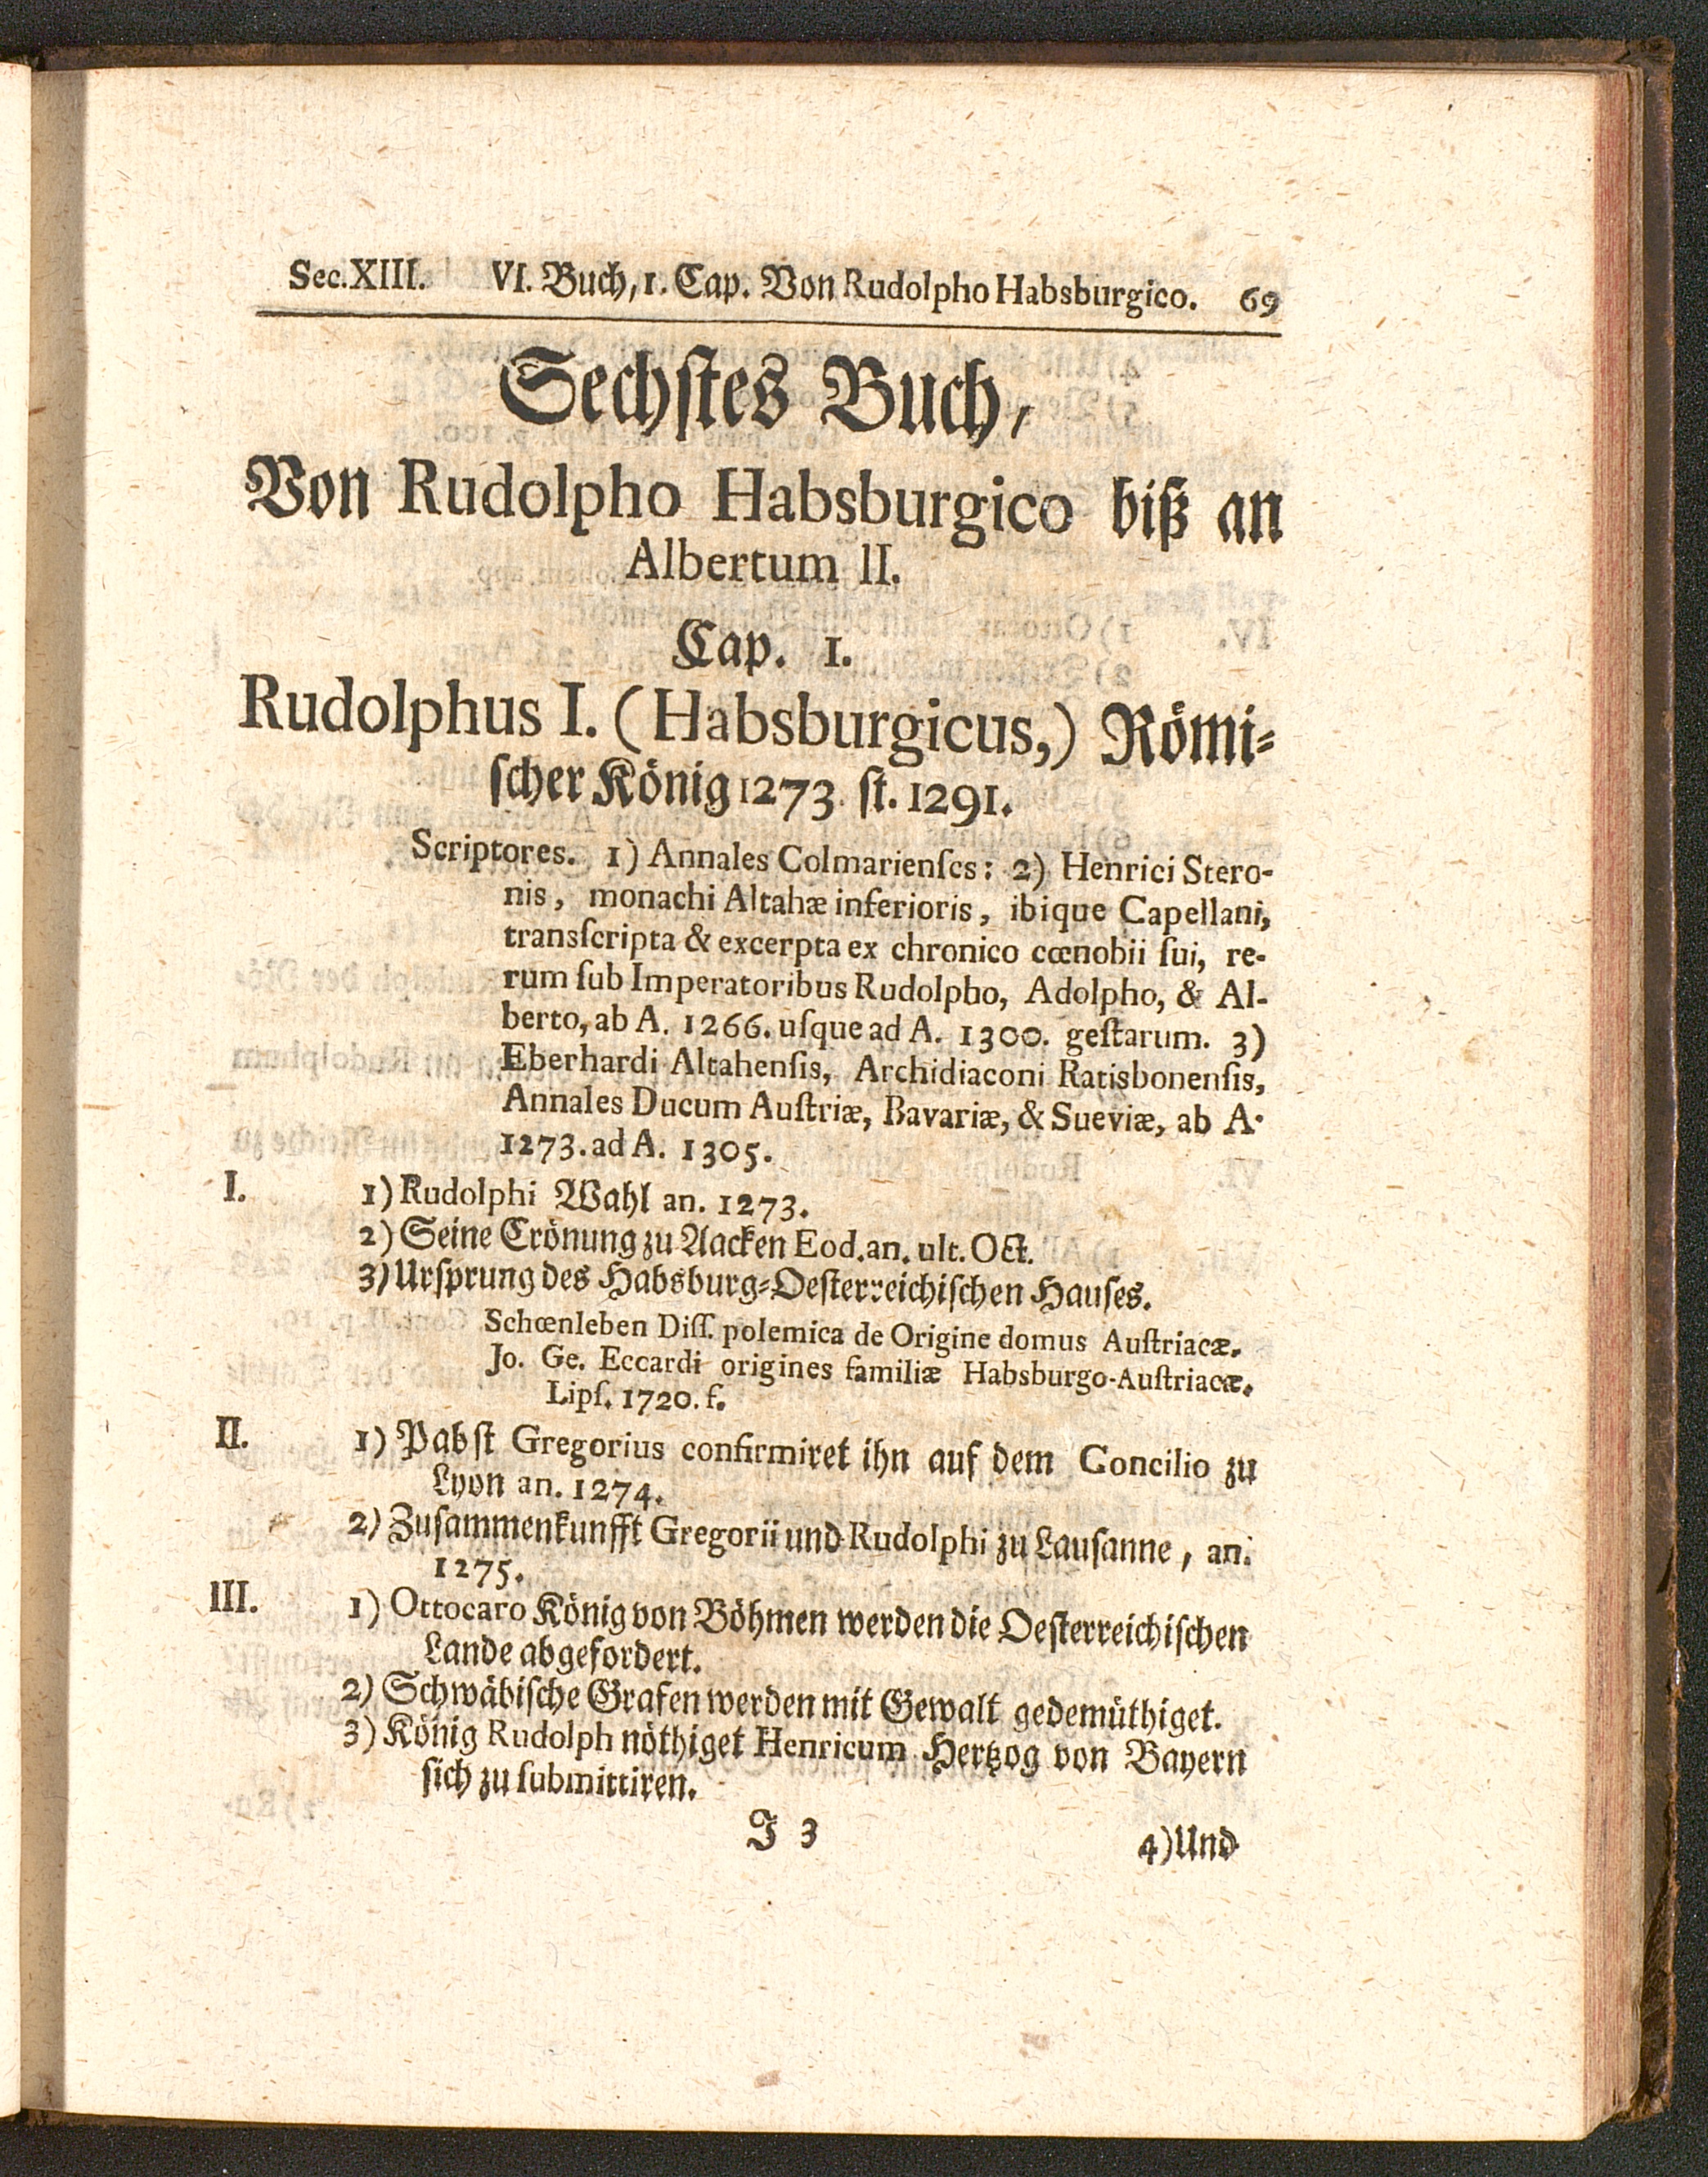 Sec.XIII. VI. Buch, 1. Cap. Von Rudolpho Habsburgico. 69
Sechſtes Buch,
Von Rudolpho Habsburgico biß an
Albertum II.
Cap. 1.
Rudolphus I. (Habsburgicus,) Römi-
ſcher König 1273. ſt. 1291.
Scriptores. 1) Annales Colmarienſes: 2) Henrici Stero-
nis, monachi Altahæ inferioris, ibique Capellani,
transſcripta & excerpta ex chronico cœnobii ſui, re-
rum ſub Imperatoribus Rudolpho, Adolpho, & Al-
berto, ab A. 1266. uſque ad A. 1300. geſtarum. 3)
Eberhardi Altahenſis, Archidiaconi Ratisbonenſis,
Annales Ducum Auſtriæ, Bavariæ, & Sueviæ, ab A.
1273. ad A. 1305.
I. 1) Rudolphi Wahl an. 1273.
2) Seine Crönung zu Aacken Eod. an. ult. Oct.
3) Urſprung des Habsburg-Oeſterreichiſchen Hauſes.
Schœnleben Diſſ. polemica de Origine domus Auſtriacæ.
Jo. Ge. Eccardi origines familiæ Habsburgo-Auſtriacæ.
Lipſ. 1720. f.
II. 1) Pabſt Gregorius confirmiret ihn auf dem Concilio zu
Lyon an. 1274.
2) Zuſammenkunfft Gregorii und Rudolphi zu Lauſanne, an.
1275.
III. 1) Ottocaro König von Böhmen werden die Oeſterreichiſchen
Lande abgefordert.
2) Schwäbiſche Grafen werden mit Gewalt gedemüthiget.
3) König Rudolph nöthiget Henricum Hertzog von Bayern
ſich zu ſubmittiren.
J 3 4) Und